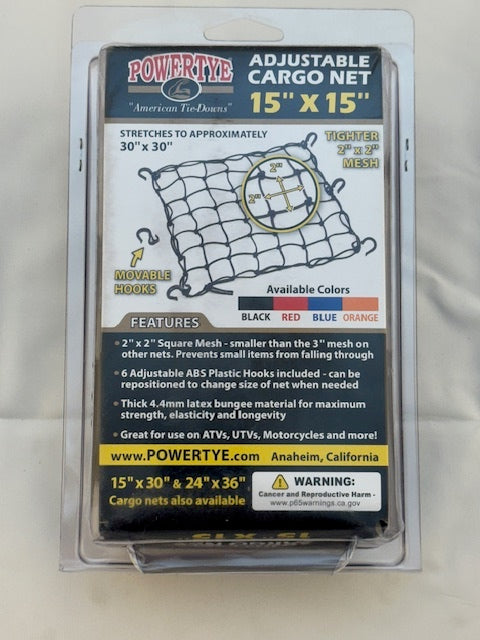 POWERTYE
"American Tie-Downs"
ADJUSTABLE
CARGO NET
15" X 15"
STRETCHES TO APPROXIMATELY
30"x 30"
TIGHTER
2" x 2"
MESH
2"
2"
MOVABLE
HOOKS
Available Colors
BLACK RED BLUE ORANGE
FEATURES
• 2" x 2" Square Mesh - smaller than the 3" mesh on
other nets. Prevents small items from falling through
• 6 Adjustable ABS Plastic Hooks included - can be
repositioned to change size of net when needed
• Thick 4.4mm latex bungee material for maximum
strength, elasticity and longevity
• Great for use on ATVs, UTVs, Motorcycles and more!
www.POWERTYE.com Anaheim, California
15" x 30" & 24" x 36"
Cargo nets also available
WARNING:
Cancer and Reproductive Harm -
www.p65warnings.ca.gov
15" X 15"
CARGO NET